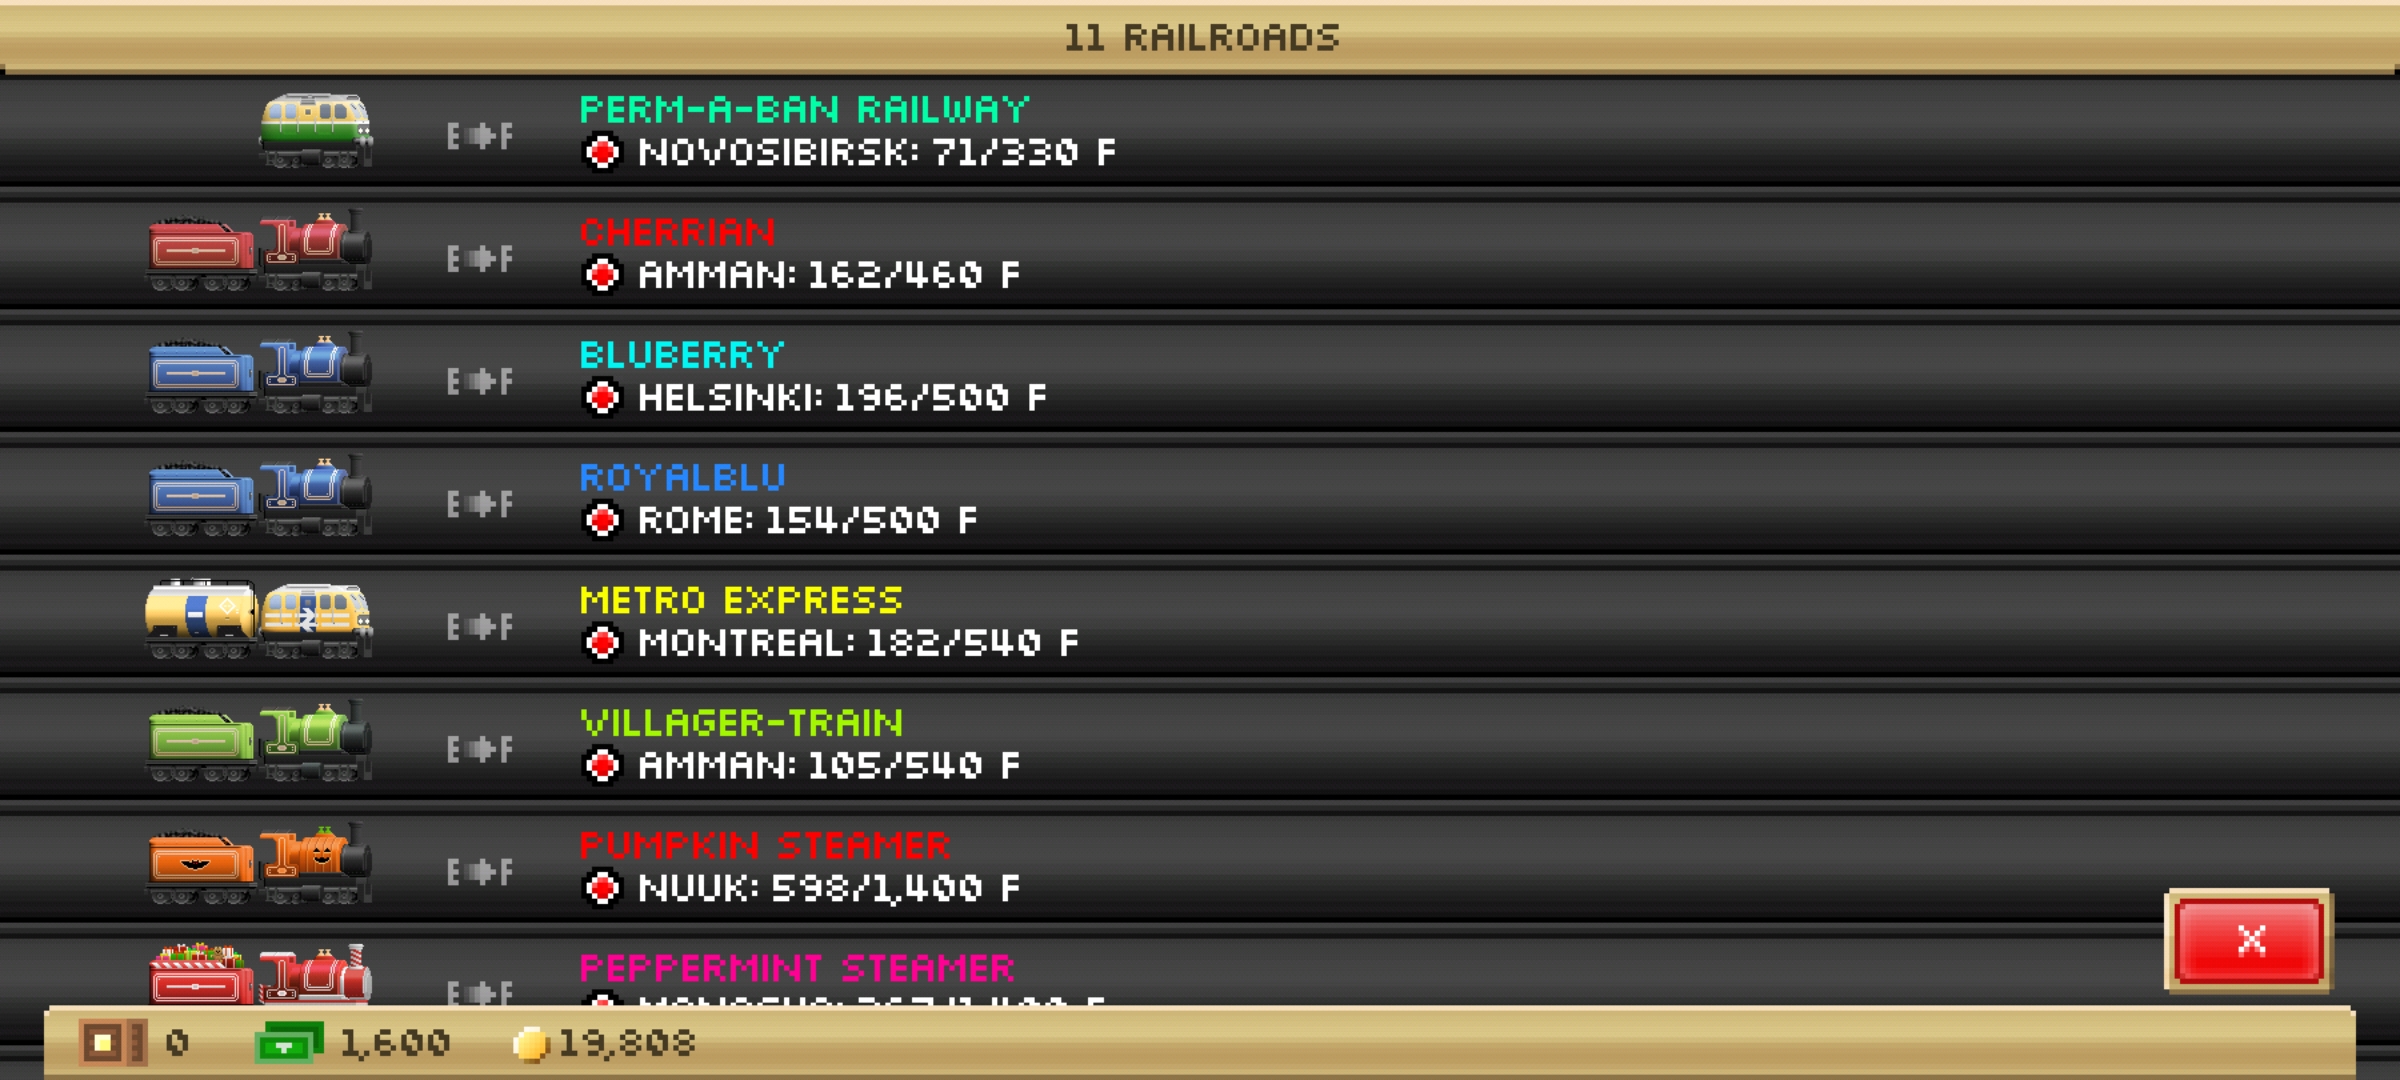 11 RAILROADS
E F
PERM-A-BAN RAILWAY
NOVOSIBIRSK: 71/330 F
E F
CHERRIAN
AMMAN: 162/460 F
E F
BLUBERRY
HELSINKI: 196/500 F
E F
ROYALBLU
ROME: 154/500 F
E F
METRO EXPRESS
MONTREAL: 182/540 F
E F
VILLAGER-TRAIN
AMMAN: 105/540 F
E F
PUMPKIN STEAMER
NUUK: 598/1,400 F
E F
PEPPERMINT STEAMER
X
0 1,600 19,808